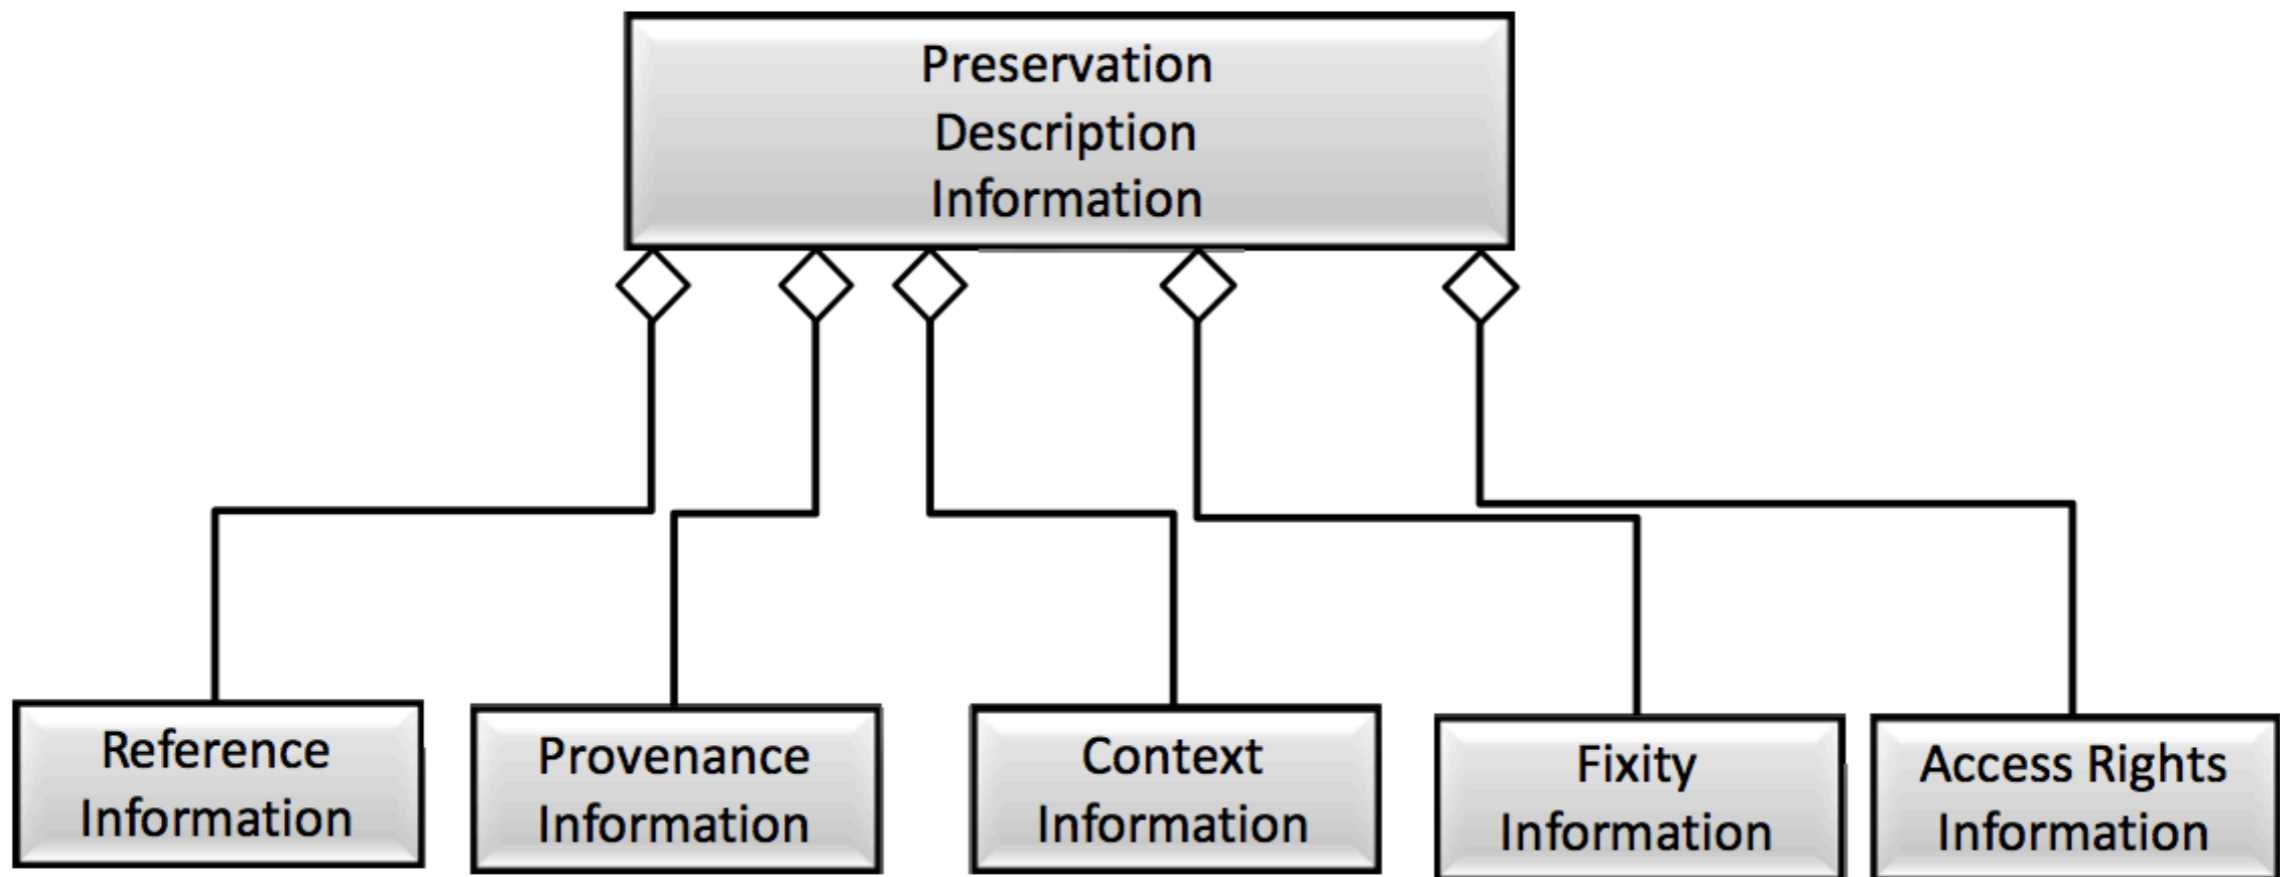 Preservation
Description
Information
Reference
Information
Provenance
Information
Context
Information
Fixity
Information
Access Rights
Information